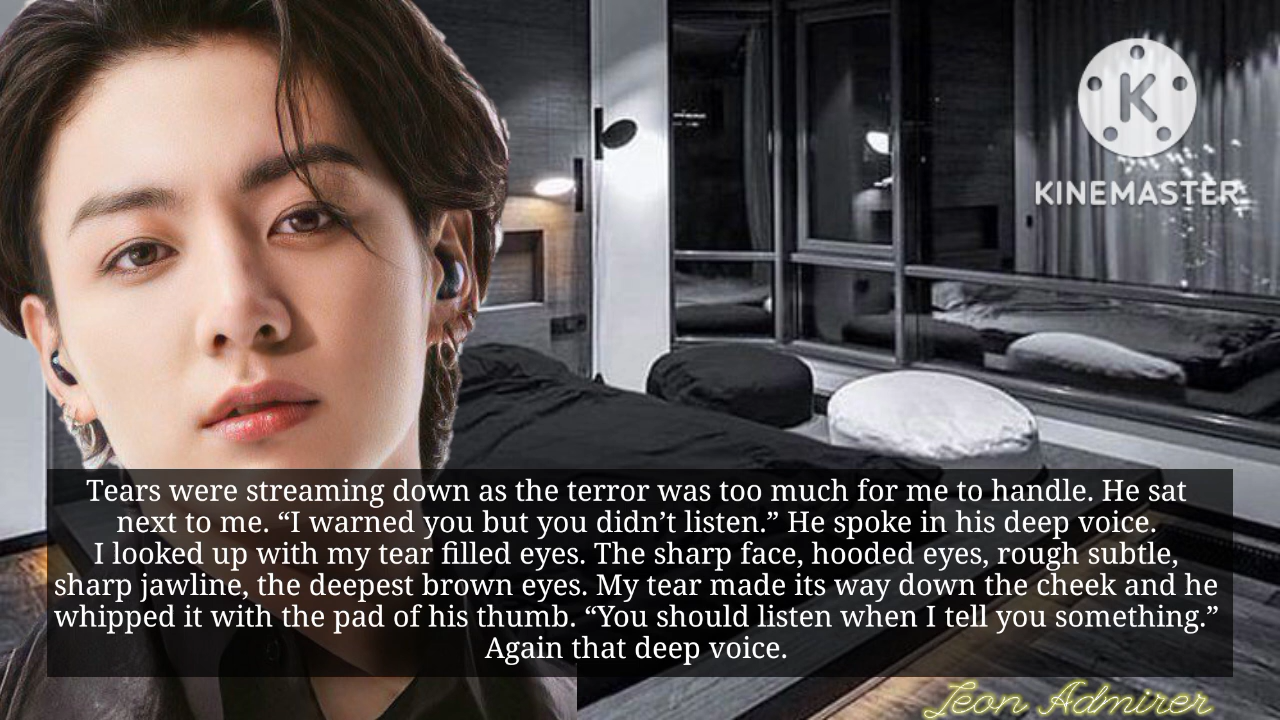 K
KINEMASTER
Tears were streaming down as the terror was too much for me to handle. He sat
next to me. “I warned you but you didn’t listen.” He spoke in his deep voice.
I looked up with my tear filled eyes. The sharp face, hooded eyes, rough subtle,
sharp jawline, the deepest brown eyes. My tear made its way down the cheek and he
whipped it with the pad of his thumb. “You should listen when I tell you something.”
Again that deep voice.
Leon Admirer